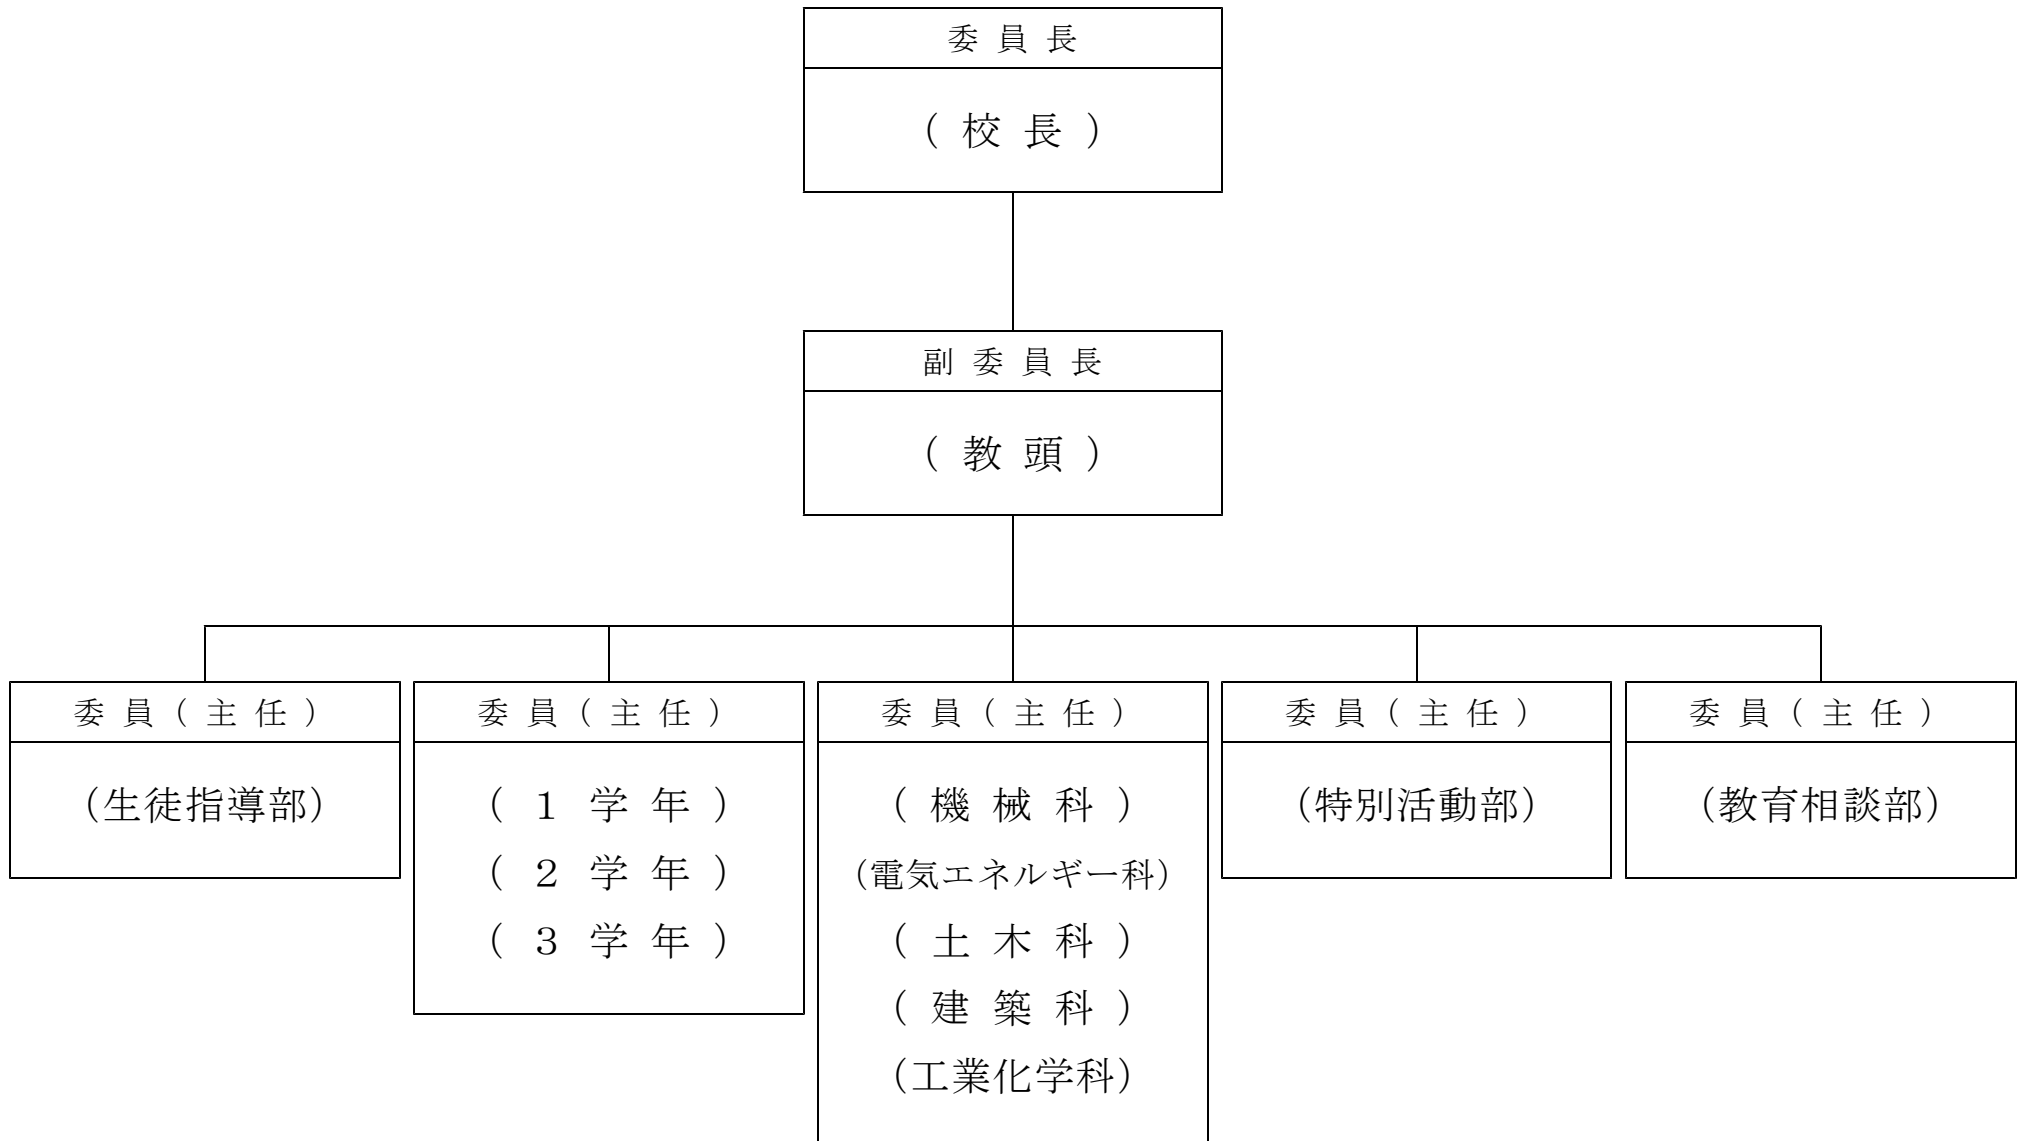 委員長
(校長)
副委員長
(教頭)
委員(主任)
(生徒指導部)
委員(主任)
(1学年)
(2学年)
(3学年)
委員(主任)
(機械科)
(電気エネルギー科)
(土木科)
(建築科)
(工業化学科)
委員(主任)
(特別活動部)
委員(主任)
(教育相談部)